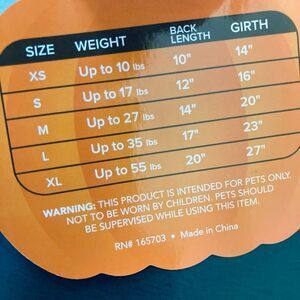 SIZE WEIGHT BACK LENGTH GIRTH
XS Up to 10 lbs 10" 14"
S Up to 17 lbs 12" 16"
M Up to 27 lbs 14" 20"
L Up to 35 lbs 17" 23"
XL Up to 55 lbs 20" 27"
WARNING: THIS PRODUCT IS INTENDED FOR PETS ONLY.
NOT TO BE WORN BY CHILDREN. PETS SHOULD
BE SUPERVISED WHILE USING THIS ITEM.
RN# 165703 • Made in China